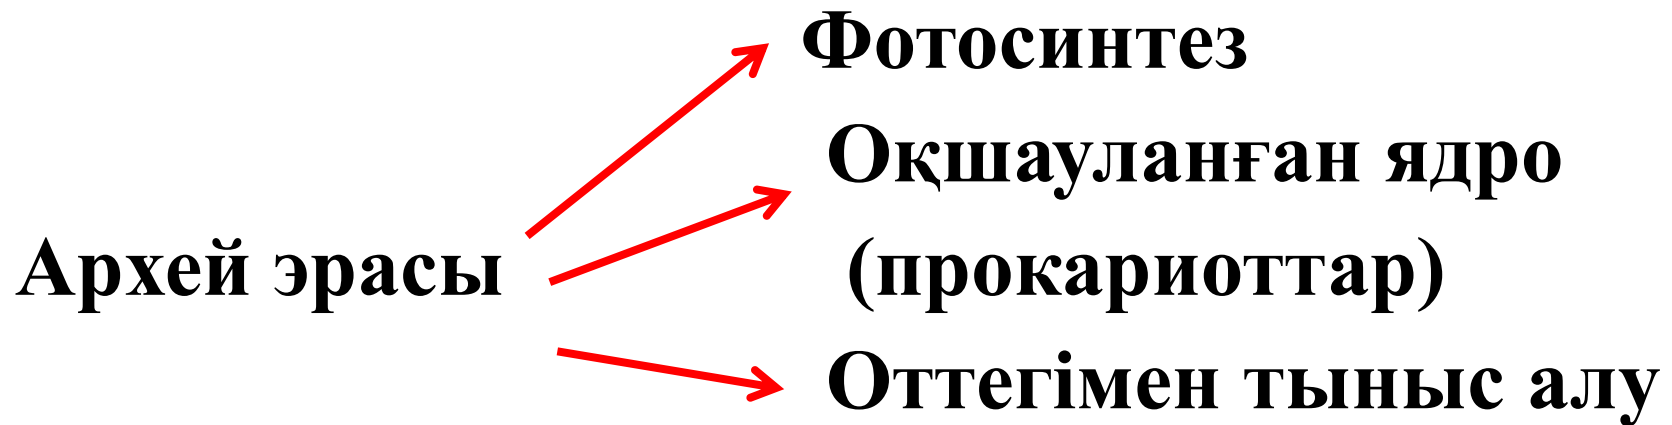 Фотосинтез
Оқшауланған ядро
Архей эрасы (прокариоттар)
Оттегімен тыныс алу